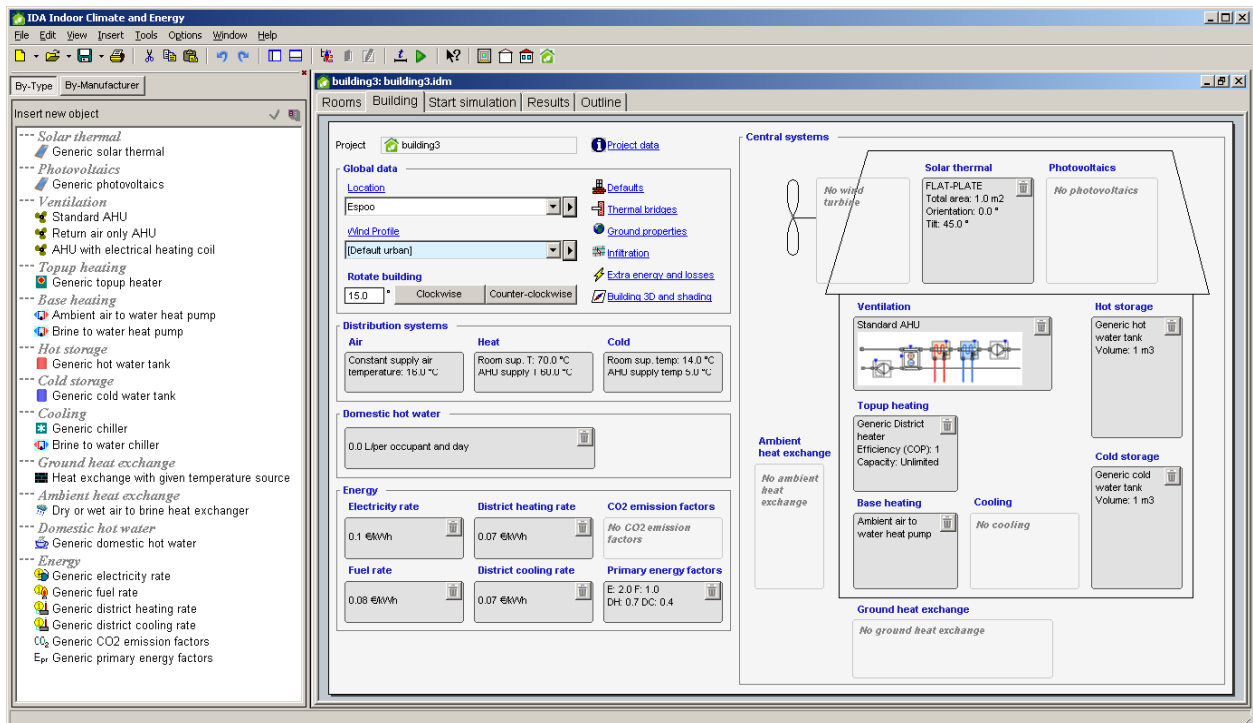 IDA Indoor Climate and Energy
File Edit View Insert Tools Options Window Help
By-Type By-Manufacturer
Insert new object
--- Solar thermal
Generic solar thermal
--- Photovoltaics
Generic photovoltaics
--- Ventilation
Standard AHU
Return air only AHU
AHU with electrical heating coil
--- Topup heating
Generic topup heater
--- Base heating
Ambient air to water heat pump
Brine to water heat pump
--- Hot storage
Generic hot water tank
--- Cold storage
Generic cold water tank
--- Cooling
Generic chiller
Brine to water chiller
--- Ground heat exchange
Heat exchange with given temperature source
--- Ambient heat exchange
Dry or wet air to brine heat exchanger
--- Domestic hot water
Generic domestic hot water
--- Energy
Generic electricity rate
Generic fuel rate
Generic district heating rate
Generic district cooling rate
CO₂ Generic CO2 emission factors
Epr Generic primary energy factors
building3: building3.idm
Rooms Building Start simulation Results Outline
Project building3 Project data
Global data
Location
Espoo
Wind Profile
[Default urban]
Rotate building
15.0 ° Clockwise Counter-clockwise
Defaults
Thermal bridges
Ground properties
Infiltration
Extra energy and losses
Building 3D and shading
Distribution systems
Air
Constant supply air
temperature: 16.0 °C
Heat
Room sup. T: 70.0 °C
AHU supply T 60.0 °C
Cold
Room sup. temp: 14.0 °C
AHU supply temp 5.0 °C
Domestic hot water
0.0 L/per occupant and day
Energy
Electricity rate
0.1 €/kWh
District heating rate
0.07 €/kWh
CO2 emission factors
No CO2 emission
factors
Fuel rate
0.08 €/kWh
District cooling rate
0.07 €/kWh
Primary energy factors
E: 2.0 F: 1.0
DH: 0.7 DC: 0.4
Central systems
No wind
turbine
Solar thermal
FLAT-PLATE
Total area: 1.0 m2
Orientation: 0.0 °
Tilt: 45.0 °
Photovoltaics
No photovoltaics
Ventilation
Standard AHU
Hot storage
Generic hot
water tank
Volume: 1 m3
Topup heating
Generic District
heater
Efficiency (COP): 1
Capacity: Unlimited
Ambient
heat exchange
No ambient
heat
exchange
Cold storage
Generic cold
water tank
Volume: 1 m3
Base heating
Ambient air to
water heat pump
Cooling
No cooling
Ground heat exchange
No ground heat exchange